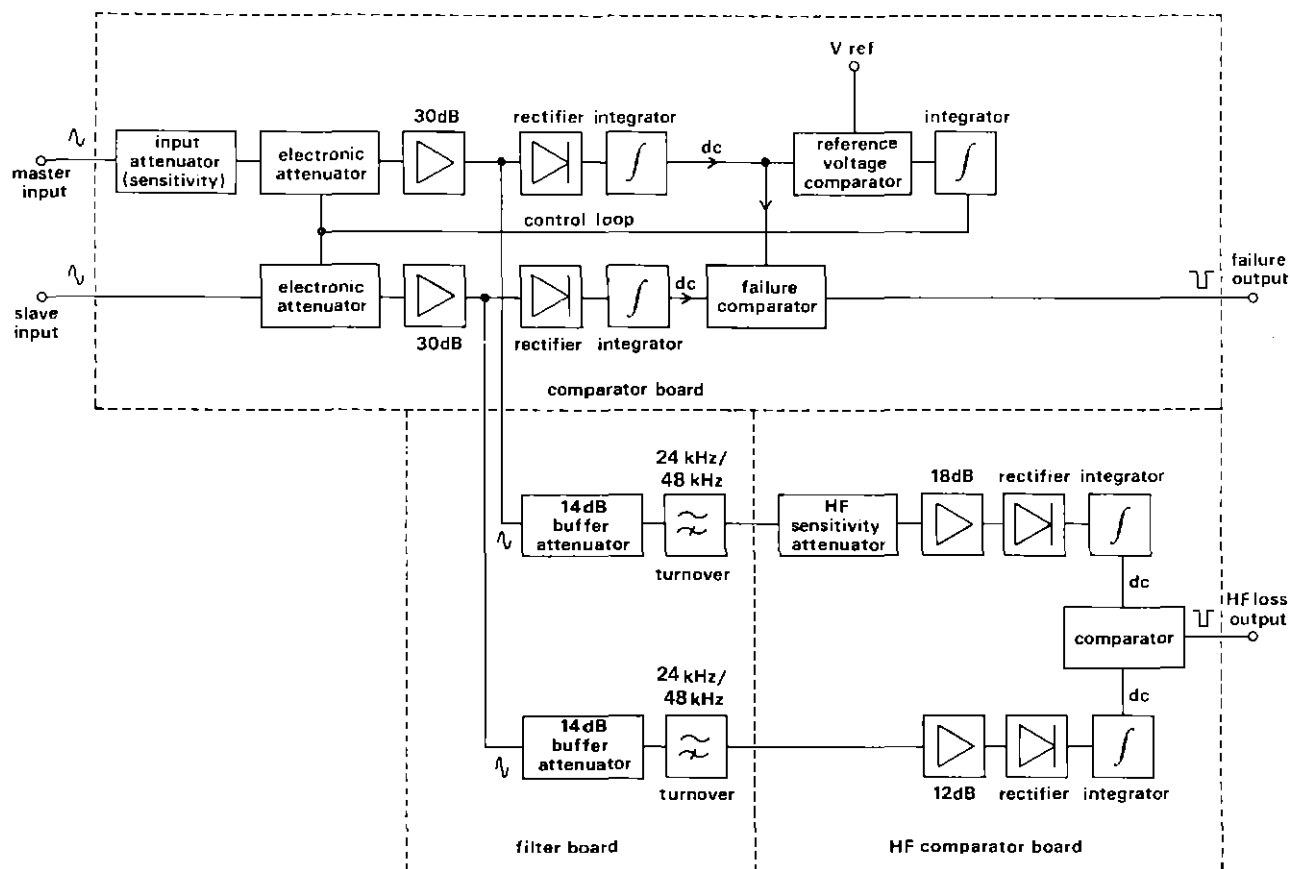 V ref
30dB
rectifier
integrator
integrator
dc
master
input
input
attenuator
(sensitivity)
electronic
attenuator
reference
voltage
comparator
control loop
slave
input
electronic
attenuator
30dB
rectifier
integrator
dc
failure
comparator
failure
output
comparator board
24 kHz/
48 kHz
14dB
buffer
attenuator
turnover
HF
sensitivity
attenuator
18dB
rectifier
integrator
dc
comparator
HF loss
output
dc
24 kHz/
48 kHz
14dB
buffer
attenuator
turnover
12dB
rectifier
integrator
filter board
HF comparator board